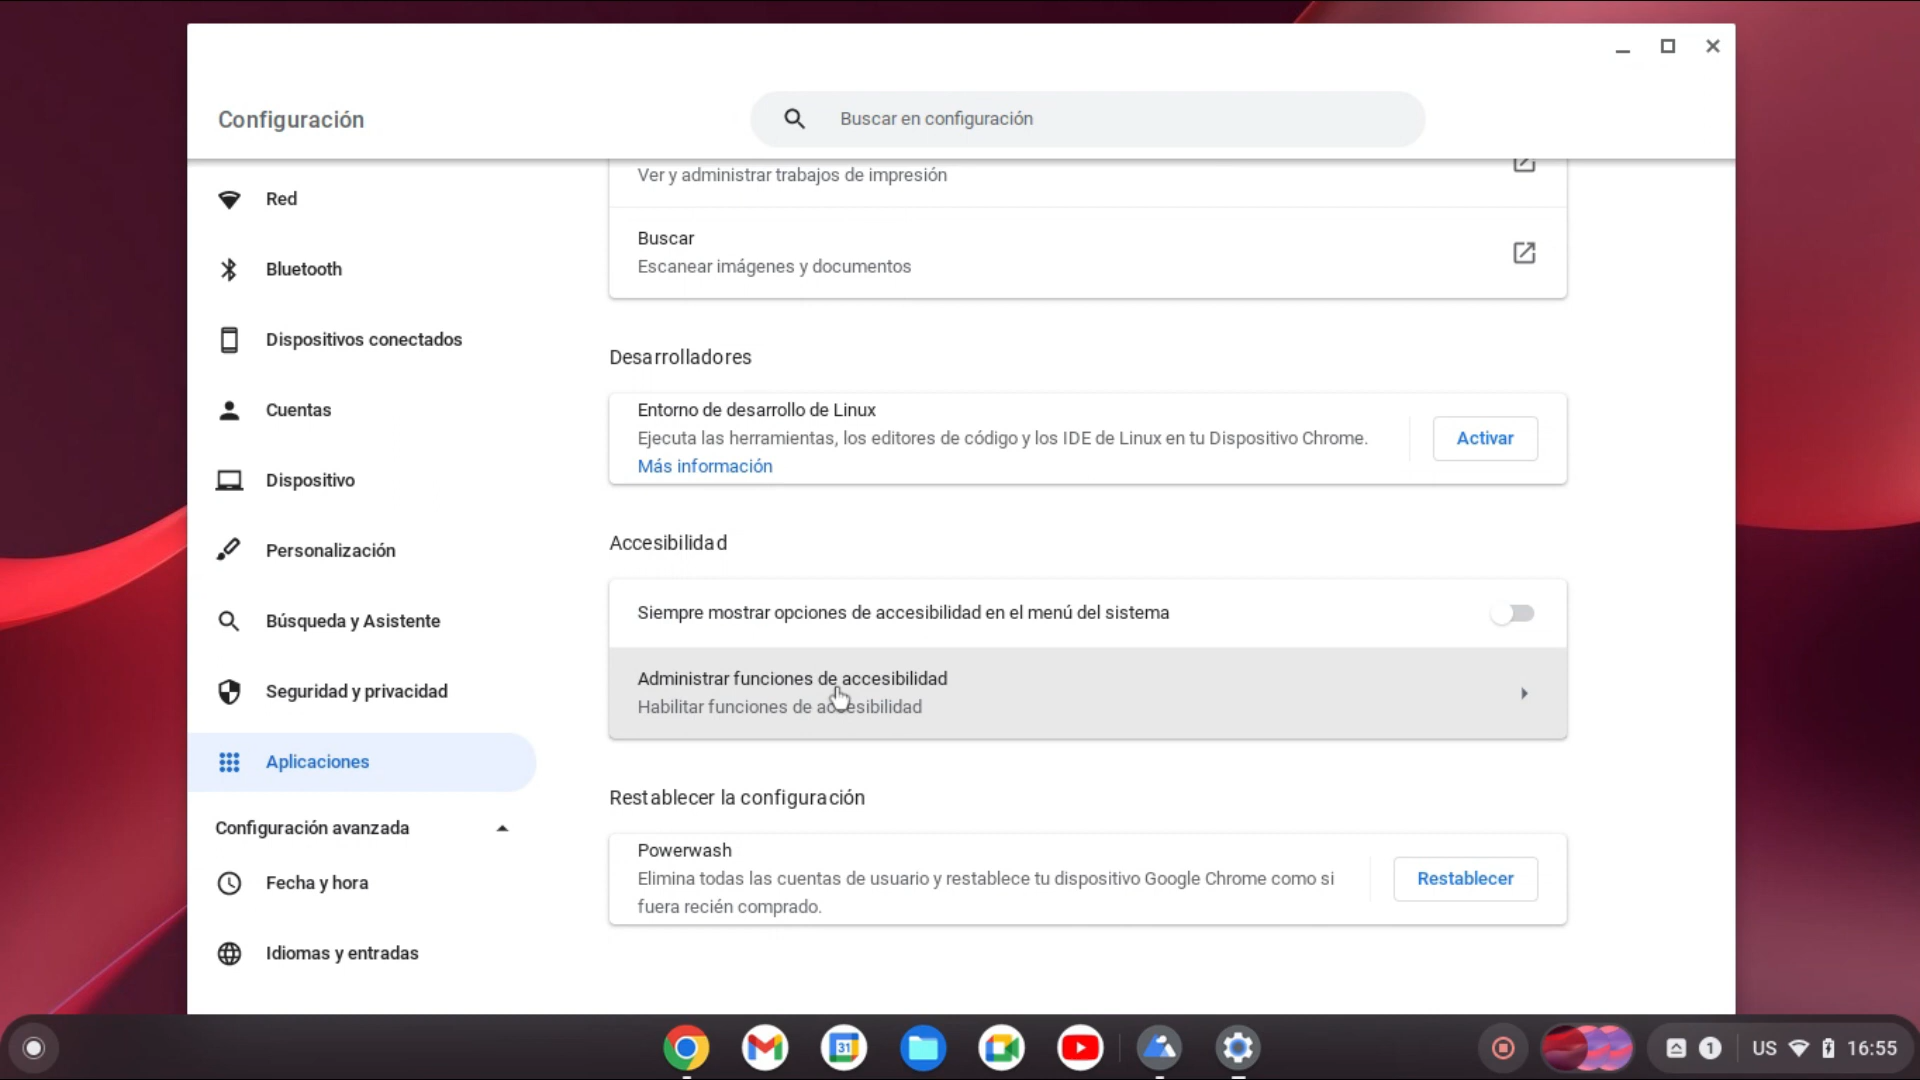 Configuración
Buscar en configuración
Red
Bluetooth
Dispositivos conectados
Cuentas
Dispositivo
Personalización
Búsqueda y Asistente
Seguridad y privacidad
Aplicaciones
Configuración avanzada
Fecha y hora
Idiomas y entradas
Ver y administrar trabajos de impresión
Buscar
Escanear imágenes y documentos
Desarrolladores
Entorno de desarrollo de Linux
Ejecuta las herramientas, los editores de código y los IDE de Linux en tu Dispositivo Chrome.
Más información
Activar
Accesibilidad
Siempre mostrar opciones de accesibilidad en el menú del sistema
Administrar funciones de accesibilidad
Habilitar funciones de accesibilidad
Restablecer la configuración
Powerwash
Elimina todas las cuentas de usuario y restablece tu dispositivo Google Chrome como si
fuera recién comprado.
Restablecer
31
1 US 16:55